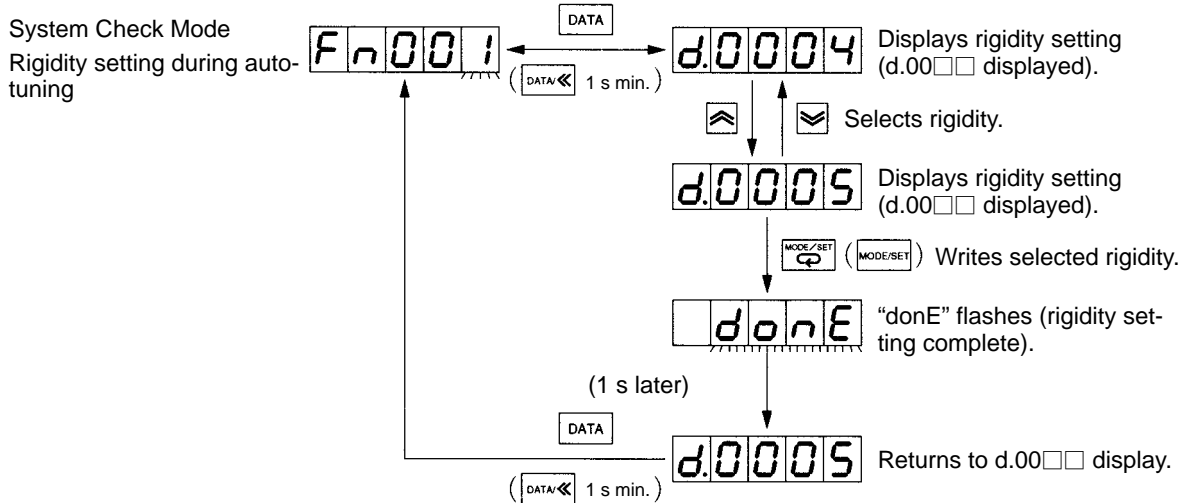 System Check Mode
Rigidity setting during auto-
tuning
Fn001
DATA
( DATA/≪ 1 s min. )
d.0004
Displays rigidity setting
(d.00□□ displayed).
Selects rigidity.
d.0005
Displays rigidity setting
(d.00□□ displayed).
MODE/SET ( MODE/SET ) Writes selected rigidity.
donE
“donE” flashes (rigidity set-
ting complete).
(1 s later)
DATA
( DATA/≪ 1 s min. )
d.0005
Returns to d.00□□ display.